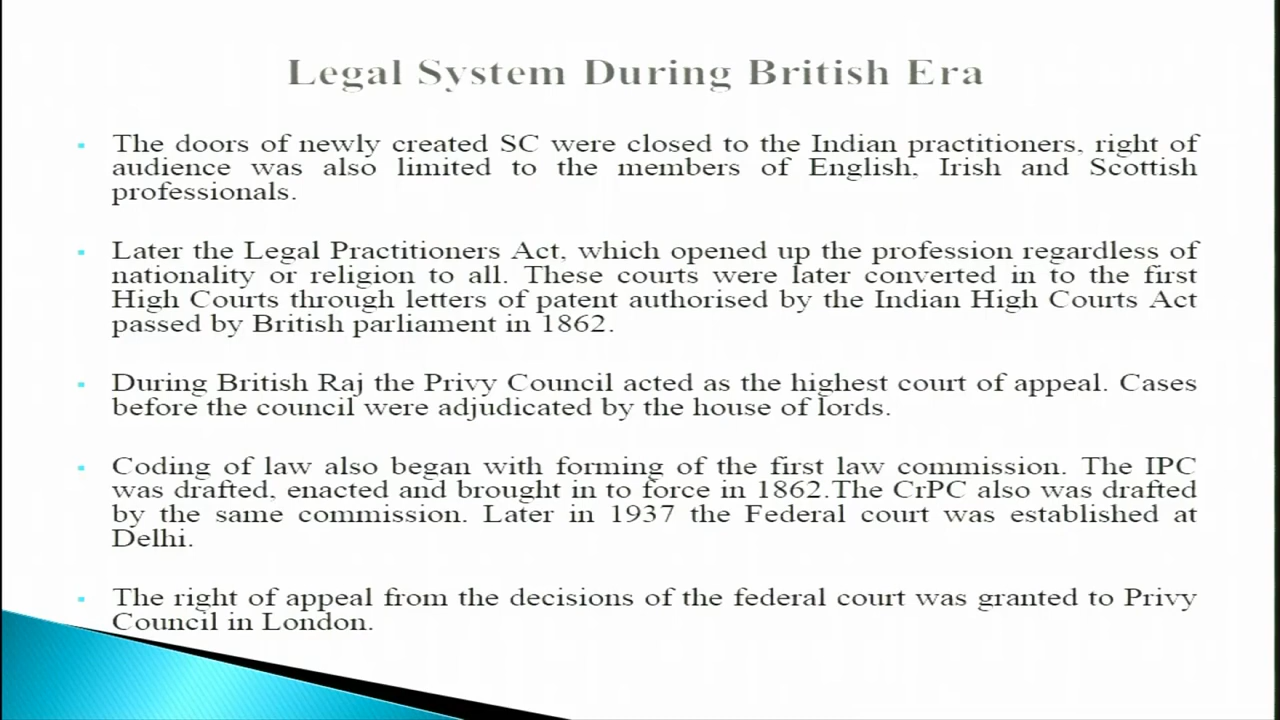 Legal System During British Era
The doors of newly created SC were closed to the Indian practitioners, right of
audience was also limited to the members of English, Irish and Scottish
professionals.
Later the Legal Practitioners Act, which opened up the profession regardless of
nationality or religion to all. These courts were later converted in to the first
High Courts through letters of patent authorised by the Indian High Courts Act
passed by British parliament in 1862.
During British Raj the Privy Council acted as the highest court of appeal. Cases
before the council were adjudicated by the house of lords.
Coding of law also began with forming of the first law commission. The IPC
was drafted, enacted and brought in to force in 1862.The CrPC also was drafted
by the same commission. Later in 1937 the Federal court was established at
Delhi.
The right of appeal from the decisions of the federal court was granted to Privy
Council in London.